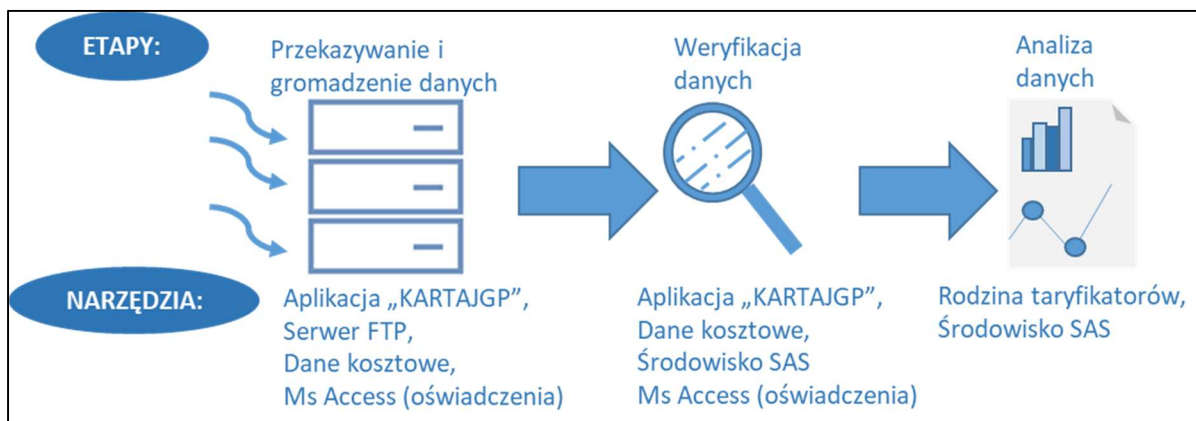 ETAPY:
Przekazywanie i
gromadzenie danych
Weryfikacja
danych
Analiza
danych
NARZĘDZIA:
Aplikacja „KARTAJGP”,
Serwer FTP,
Dane kosztowe,
Ms Access (oświadczenia)
Aplikacja „KARTAJGP”,
Dane kosztowe,
Środowisko SAS
Ms Access (oświadczenia)
Rodzina taryfikatorów,
Środowisko SAS